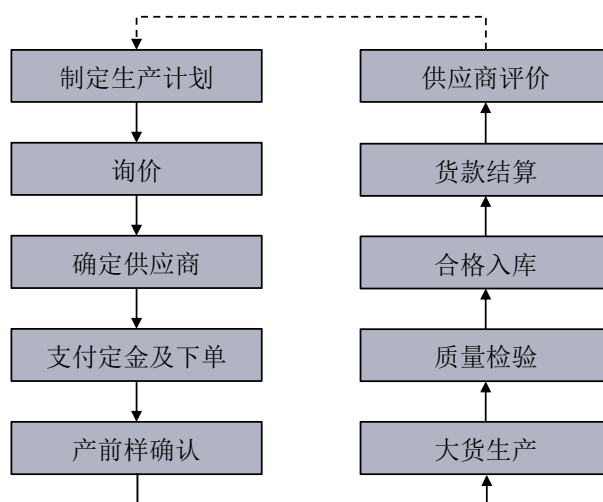 制定生产计划
询价
确定供应商
支付定金及下单
产前样确认
大货生产
质量检验
合格入库
货款结算
供应商评价